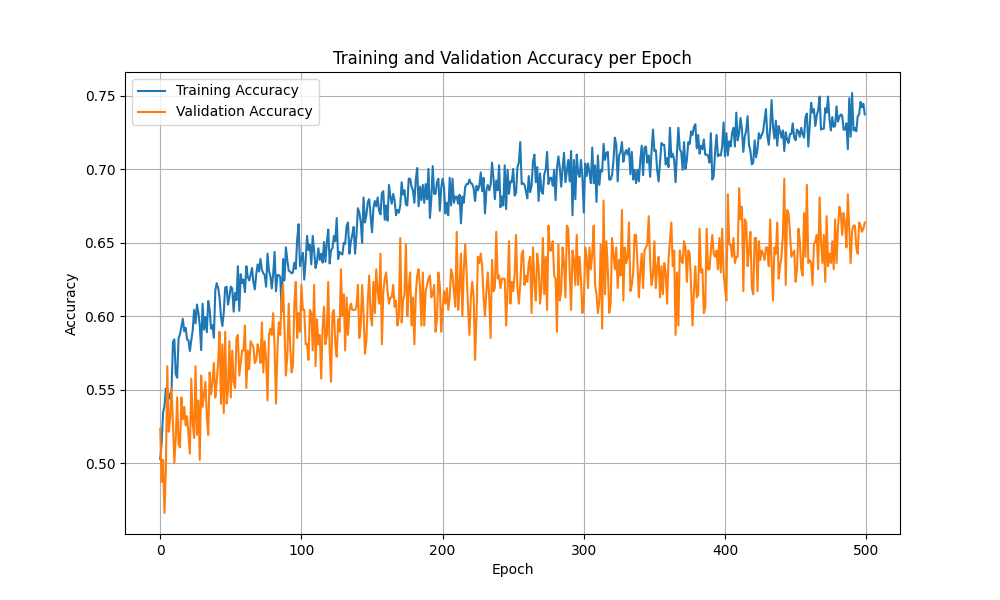 Training and Validation Accuracy per Epoch
Training Accuracy
Validation Accuracy
Accuracy
0.75
0.70
0.65
0.60
0.55
0.50
0 100 200 300 400 500
Epoch